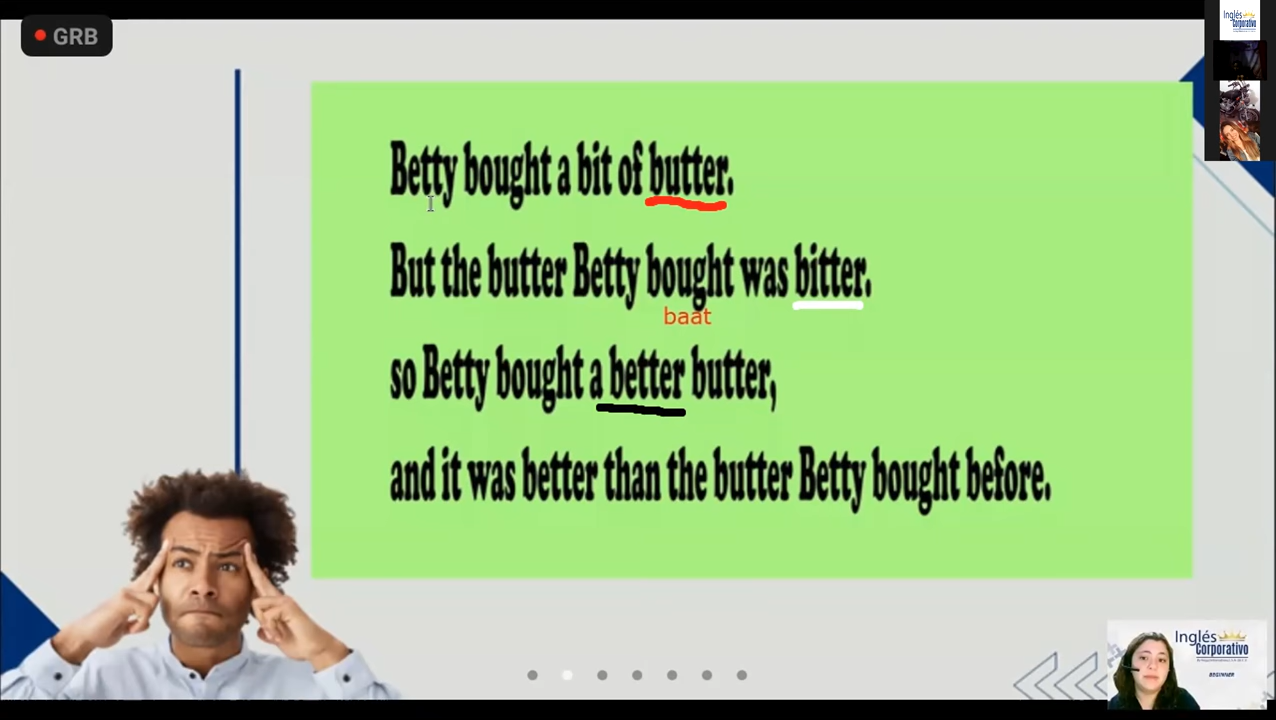 GRB
Inglés
Corporativo
Betty bought a bit of butter.
But the butter Betty bought was bitter.
baat
so Betty bought a better butter,
and it was better than the butter Betty bought before.
Inglés
Corporativo
BEGINNER